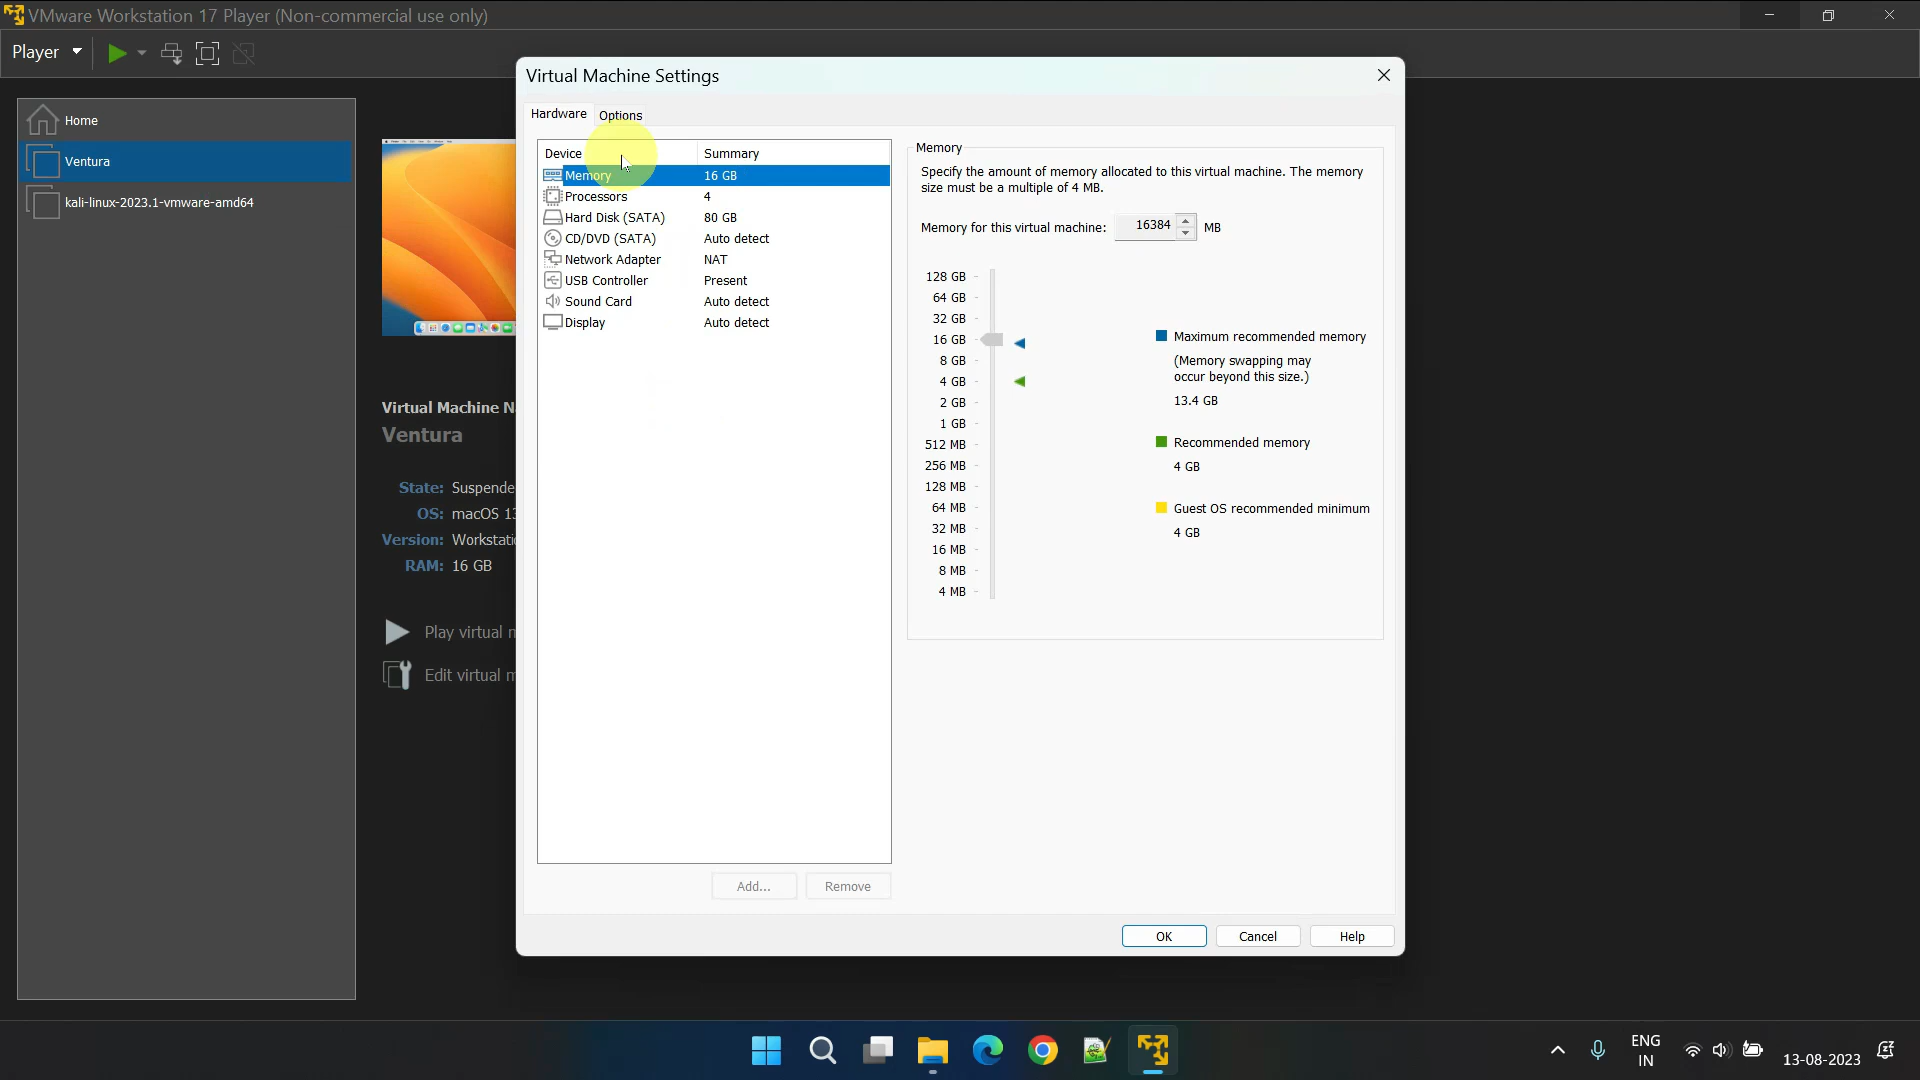 VMware Workstation 17 Player (Non-commercial use only)
Player
Home
Ventura
kali-linux-2023.1-vmware-amd64
Virtual Machine N
Ventura
State: Suspende
OS: macOS 13
Version: Workstatio
RAM: 16 GB
Play virtual m
Edit virtual m
Virtual Machine Settings
Hardware Options
Device Summary
Memory 16 GB
Processors 4
Hard Disk (SATA) 80 GB
CD/DVD (SATA) Auto detect
Network Adapter NAT
USB Controller Present
Sound Card Auto detect
Display Auto detect
Add... Remove
Memory
Specify the amount of memory allocated to this virtual machine. The memory
size must be a multiple of 4 MB.
Memory for this virtual machine: 16384 MB
128 GB
64 GB
32 GB
16 GB
8 GB
4 GB
2 GB
1 GB
512 MB
256 MB
128 MB
64 MB
32 MB
16 MB
8 MB
4 MB
Maximum recommended memory
(Memory swapping may
occur beyond this size.)
13.4 GB
Recommended memory
4 GB
Guest OS recommended minimum
4 GB
OK Cancel Help
ENG
IN
13-08-2023